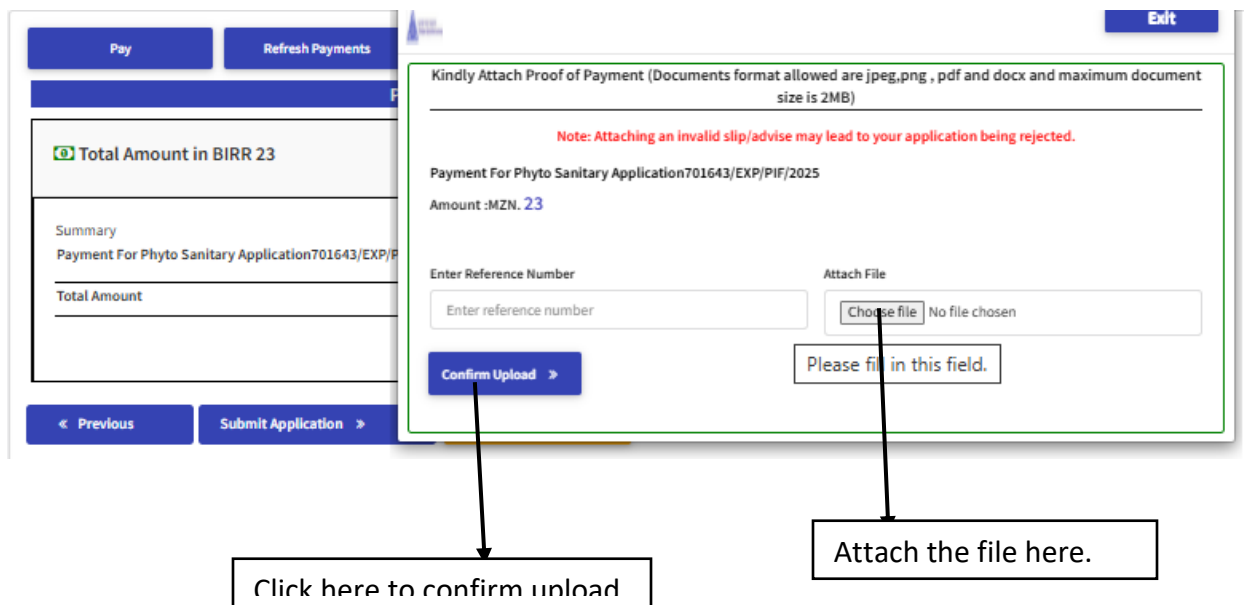 Pay
Refresh Payments
Exit
Kindly Attach Proof of Payment (Documents format allowed are jpeg,png , pdf and docx and maximum document
size is 2MB)
Note: Attaching an invalid slip/advise may lead to your application being rejected.
Payment For Phyto Sanitary Application701643/EXP/PIF/2025
Amount :MZN. 23
Enter Reference Number
Attach File
Enter reference number
Choose file No file chosen
Please fill in this field.
Confirm Upload »
P
Total Amount in BIRR 23
Summary
Payment For Phyto Sanitary Application701643/EXP/P
Total Amount
« Previous
Submit Application »
Attach the file here.
Click here to confirm upload